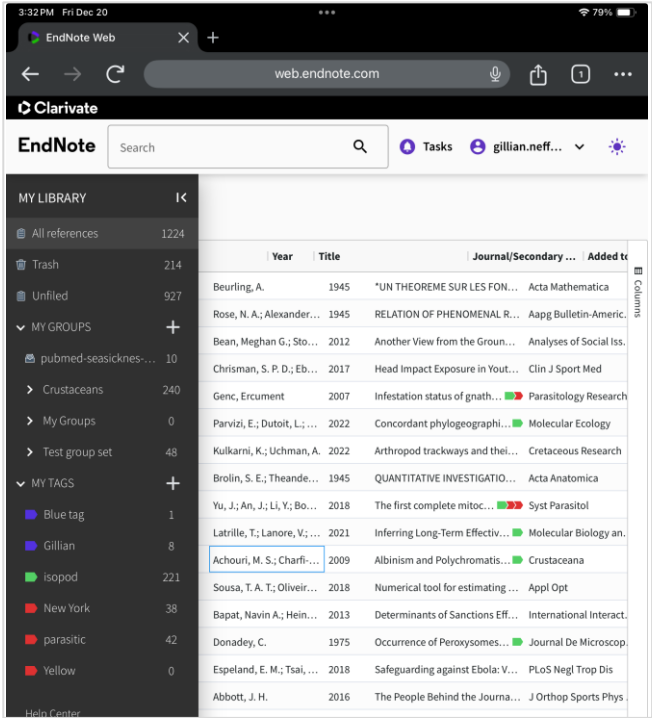 3:32 PM Fri Dec 20
79%
EndNote Web
web.endnote.com
1
Clarivate
EndNote
Search
Tasks
gillian.neff...
MY LIBRARY
All references 1224
Trash 214
Unfiled 927
MY GROUPS
pubmed-seasicknes-... 10
Crustaceans 240
My Groups 0
Test group set 48
MY TAGS
Blue tag 1
Gillian 8
isopod 221
New York 38
parasitic 42
Yellow 0
Help Center
Year Title Journal/Secondary ... Added to
Beurling, A. 1945 *UN THEOREME SUR LES FON... Acta Mathematica
Rose, N. A.; Alexander... 1945 RELATION OF PHENOMENAL R... Aapg Bulletin-Americ.
Bean, Meghan G.; Sto... 2012 Another View from the Groun... Analyses of Social Iss.
Chrisman, S. P. D.; Eb... 2017 Head Impact Exposure in Yout... Clin J Sport Med
Genc, Ercument 2007 Infestation status of gnath... Parasitology Research
Parvizi, E.; Dutoit, L.; ... 2022 Concordant phylogeographi... Molecular Ecology
Kulkarni, K.; Uchman, A. 2022 Arthropod trackways and thei... Cretaceous Research
Brolin, S. E.; Theande... 1945 QUANTITATIVE INVESTIGATIO... Acta Anatomica
Yu, J.; An, J.; Li, Y.; Bo... 2018 The first complete mitoc... Syst Parasitol
Latrille, T.; Lanore, V.; ... 2021 Inferring Long-Term Effectiv... Molecular Biology an.
Achouri, M. S.; Charfi-... 2009 Albinism and Polychromatis... Crustaceana
Sousa, T. A. T.; Oliveir... 2018 Numerical tool for estimating ... Appl Opt
Bapat, Navin A.; Hein... 2013 Determinants of Sanctions Eff... International Interact.
Donadey, C. 1975 Occurrence of Peroxysomes... Journal De Microscop.
Espeland, E. M.; Tsai, ... 2018 Safeguarding against Ebola: V... PLoS Negl Trop Dis
Abbott, J. H. 2016 The People Behind the Journa... J Orthop Sports Phys .
Columns